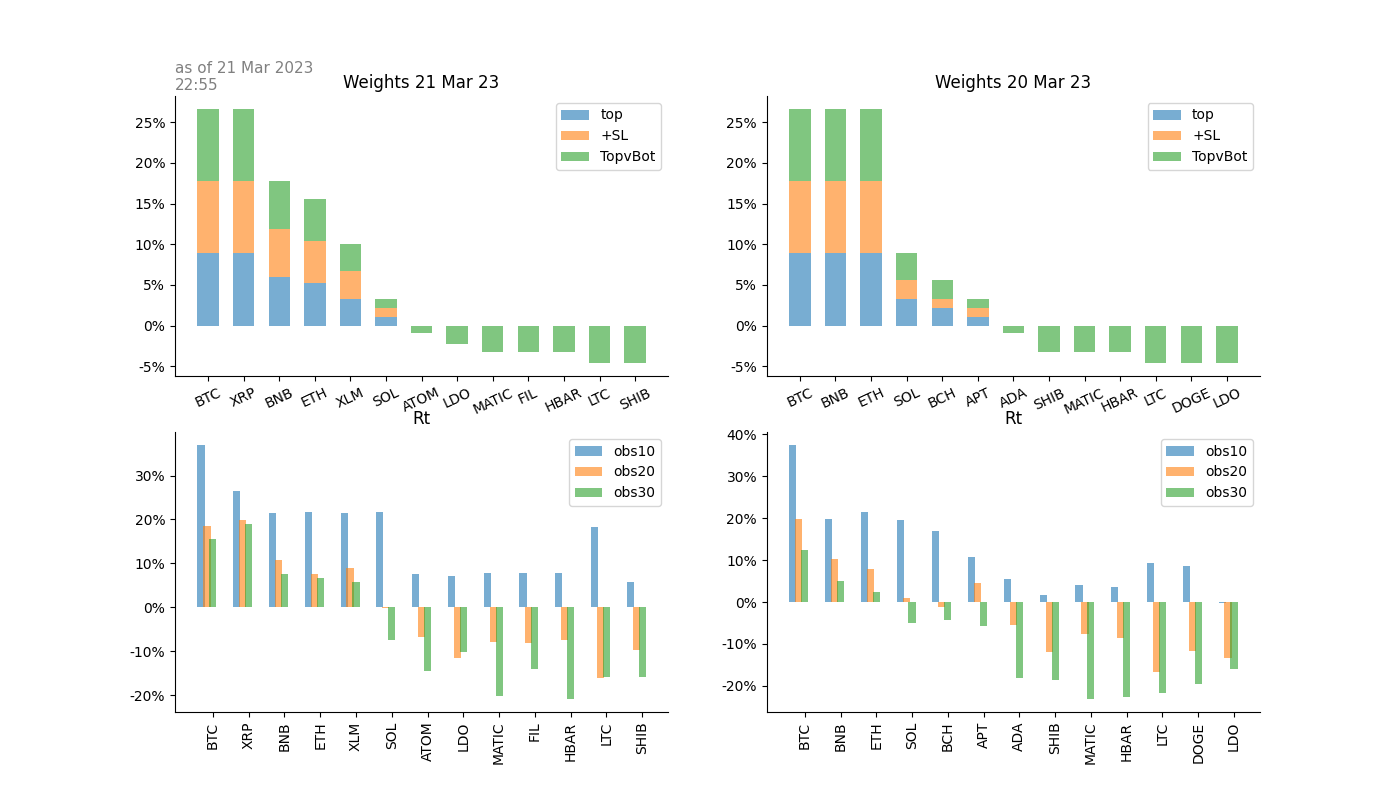 as of 21 Mar 2023
22:55
Weights 21 Mar 23
25%
20%
15%
10%
5%
0%
-5%
top
+SL
TopvBot
BTC XRP BNB ETH XLM SOL ATOM LDO MATIC FIL HBAR LTC SHIB
Weights 20 Mar 23
25%
20%
15%
10%
5%
0%
-5%
top
+SL
TopvBot
BTC BNB ETH SOL BCH APT ADA SHIB MATIC HBAR LTC DOGE LDO
Rt
30%
20%
10%
0%
-10%
-20%
obs10
obs20
obs30
BTC XRP BNB ETH XLM SOL ATOM LDO MATIC FIL HBAR LTC SHIB
Rt
40%
30%
20%
10%
0%
-10%
-20%
obs10
obs20
obs30
BTC BNB ETH SOL BCH APT ADA SHIB MATIC HBAR LTC DOGE LDO